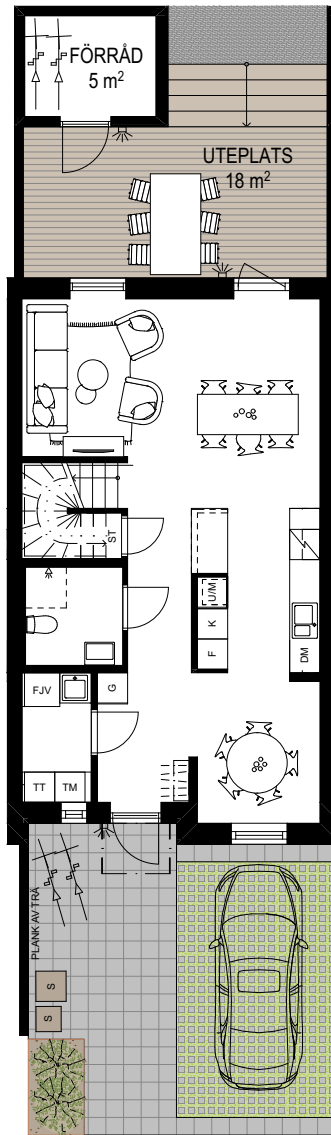 FÖRRÅD
5 m²
UTEPLATS
18 m²
ST
U/M
K
F
DM
FJV
G
TT TM
PLANK AV TRÄ
S
S